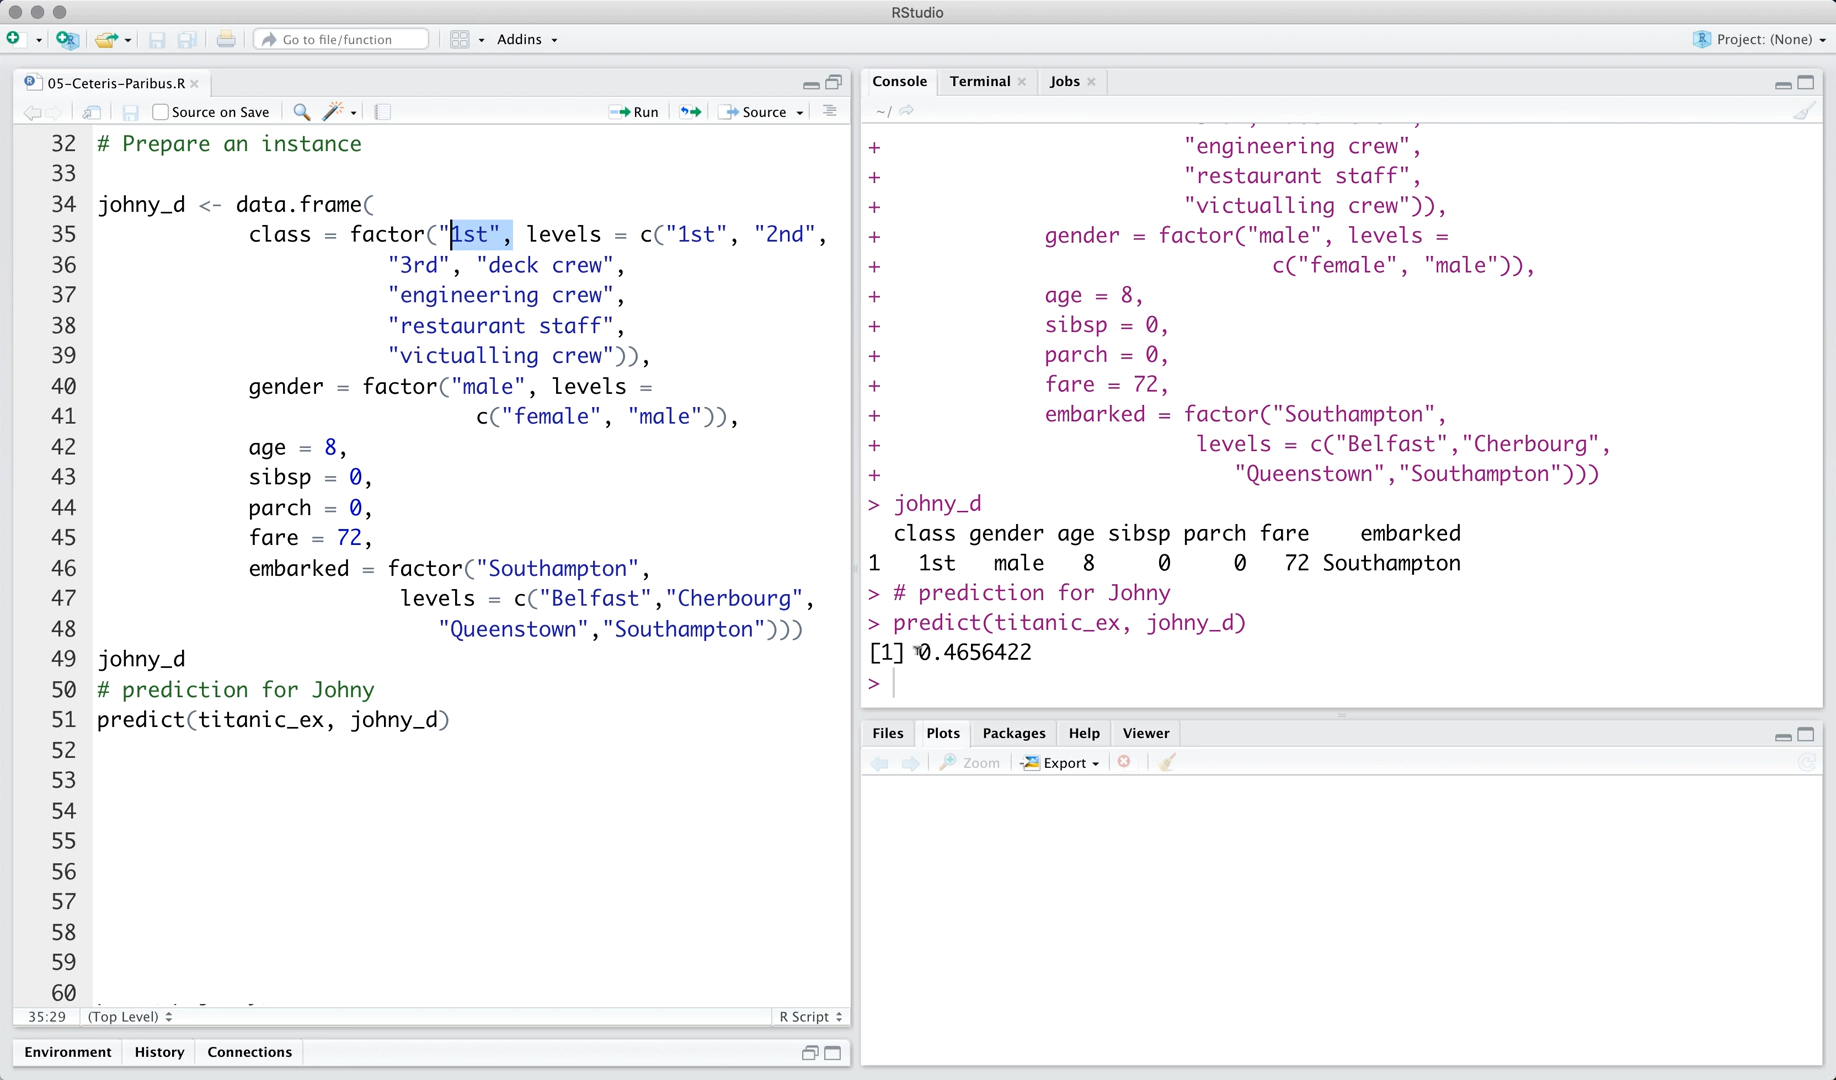 RStudio
Go to file/function
Addins
Project: (None)
05-Ceteris-Paribus.R
Source on Save
Run
Source
32 # Prepare an instance
33
34 johny_d <- data.frame(
35 class = factor("1st", levels = c("1st", "2nd",
36 "3rd", "deck crew",
37 "engineering crew",
38 "restaurant staff",
39 "victualling crew")),
40 gender = factor("male", levels =
41 c("female", "male")),
42 age = 8,
43 sibsp = 0,
44 parch = 0,
45 fare = 72,
46 embarked = factor("Southampton",
47 levels = c("Belfast","Cherbourg",
48 "Queenstown","Southampton")))
49 johny_d
50 # prediction for Johny
51 predict(titanic_ex, johny_d)
52
53
54
55
56
57
58
59
60
35:29 (Top Level) R Script
Environment History Connections
Console Terminal Jobs
~/
+ "engineering crew",
+ "restaurant staff",
+ "victualling crew")),
+ gender = factor("male", levels =
+ c("female", "male")),
+ age = 8,
+ sibsp = 0,
+ parch = 0,
+ fare = 72,
+ embarked = factor("Southampton",
+ levels = c("Belfast","Cherbourg",
+ "Queenstown","Southampton")))
> johny_d
class gender age sibsp parch fare embarked
1 1st male 8 0 0 72 Southampton
> # prediction for Johny
> predict(titanic_ex, johny_d)
[1] 0.4656422
>
Files Plots Packages Help Viewer
Zoom Export